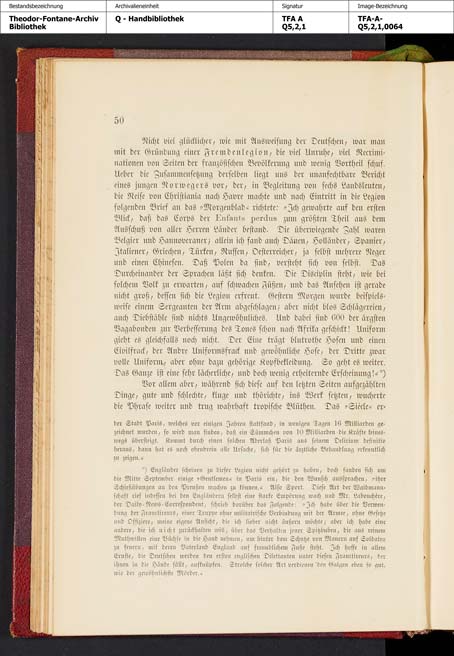 Bestandsbezeichnung Archivalieneinheit Signatur Image-Bezeichnung
Theodor-Fontane-Archiv Q - Handbibliothek TFA A TFA-A-
Bibliothek Q5,2,1 Q5,2,1,0064
50
Nicht viel glücklicher, wie mit Ausweisung der Deutschen, war man
mit der Gründung einer Fremdenlegion, die viel Unruhe, viel Recrimi-
nationen von Seiten der französischen Bevölkerung und wenig Vortheil schuf.
Ueber die Zusammensetzung derselben liegt uns der unanfechtbare Bericht
eines jungen Norwegers vor, der, in Begleitung von sechs Landsleuten,
die Reise von Christiania nach Havre machte und nach Eintritt in die Legion
folgenden Brief an das »Morgenblad« richtete: »Ich gewahrte auf den ersten
Blick, daß das Corps der Enfants perdus zum größten Theil aus dem
Ausschuß von aller Herren Länder bestand. Die überwiegende Zahl waren
Belgier und Hannoveraner, allein ich fand auch Dänen, Holländer, Spanier,
Italiener, Griechen, Türken, Russen, Oesterreicher, ja selbst mehrere Neger
und einen Chinesen. Daß Polen da sind, versteht sich von selbst. Das
Durcheinander der Sprachen läßt sich denken. Die Disciplin steht, wie bei
solchem Volk zu erwarten, auf schwachen Füßen, und das Ansehen ist gerade
nicht groß, dessen sich die Legion erfreut. Gestern Morgen wurde beispiels-
weise einem Sergeanten der Arm abgeschlagen; aber nicht blos Schlägereien,
auch Diebstähle sind nichts Ungewöhnliches. Und dabei sind 600 der ärgsten
Vagabonden zur Verbesserung des Tones schon nach Afrika geschickt! Uniform
giebt es gleichfalls noch nicht. Der Eine trägt blutrothe Hosen und einen
Civilfrack, der Andre Uniformsfrack und gewöhnliche Hose, der Dritte zwar
volle Uniform, aber ohne dazu gehörige Kopfbekleidung. So geht es weiter.
Das Ganze ist eine sehr lächerliche, und doch wenig erheiternde Erscheinung!«*)
Vor allem aber, während sich diese auf den letzten Seiten aufgezählten
Dinge, gute und schlechte, kluge und thörichte, ins Werk setzten, wucherte
die Phrase weiter und trug wahrhaft tropische Blüthen. Das »Siècle« er-
der Stadt Paris, welches vor einigen Jahren stattfand, in wenigen Tagen 16 Milliarden ge-
zeichnet wurden, so wird man finden, daß ein Sümmchen von 10 Milliarden die Kräfte keines-
wegs übersteigt. Kommt durch einen solchen Aderlaß Paris aus seinem Delirium definitiv
heraus, dann hat es noch obendrein alle Ursache, sich für die ärztliche Behandlung erkenntlich
zu zeigen.«
*) Engländer scheinen zu dieser Legion nicht gehört zu haben, doch fanden sich um
die Mitte September einige »Gentlemen« in Paris ein, die den Wunsch aussprachen, »ihre
Schießübungen an den Preußen machen zu können.« Also Sport. Diese Art der Waidmann-
schaft rief indessen bei den Engländern selbst eine starke Empörung wach und Mr. Labouchère,
der Daily-News-Korrespondent, schrieb darüber das Folgende: »Ich habe über die Verwen-
dung der Franctireurs, einer Truppe ohne militairische Verbindung mit der Armee, ohne Gesetze
und Offiziere, meine eigene Ansicht, die ich lieber nicht äußern möchte; aber ich habe eine
andere, die ich nicht zurückhalten will, über das Verhalten jener Spitzbuben, die aus reinem
Muthwillen eine Büchse in die Hand nehmen, um hinter dem Schutze von Mauern auf Soldaten
zu feuern, mit deren Vaterland England auf freundlichem Fuße steht. Ich hoffe in allem
Ernste, die Deutschen werden den ersten englischen Dilettanten unter diesen Franctireurs, der
ihnen in die Hände fällt, aufknüpfen. Strolche solcher Art verdienen den Galgen eben so gut,
wie der gewöhnlichste Mörder.«